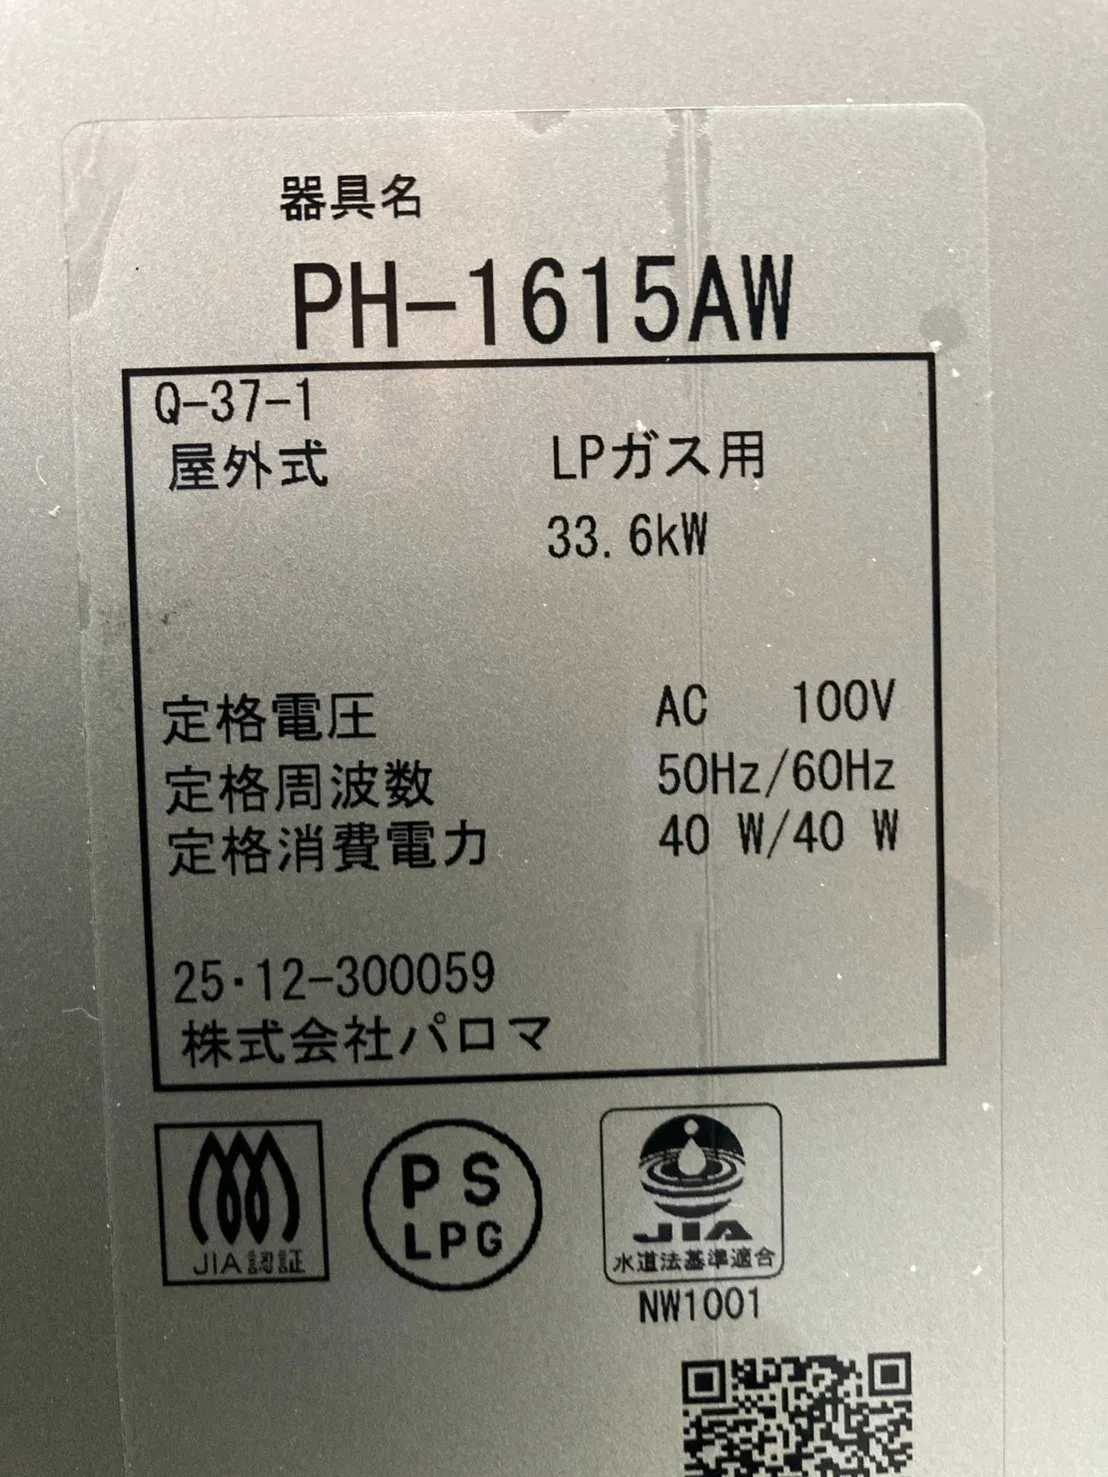 器具名
PH-1615AW
Q-37-1
屋外式 LPガス用
33.6kW
定格電圧 AC 100V
定格周波数 50Hz/60Hz
定格消費電力 40 W/40 W
25・12-300059
株式会社パロマ
JIA認証
PS
LPG
JIA
水道法基準適合
NW1001